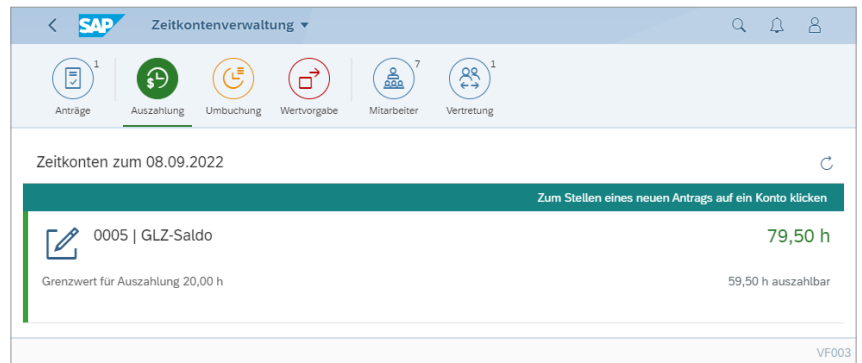 SAP Zeitkontenverwaltung
1 7 1
Anträge Auszahlung Umbuchung Wertvorgabe Mitarbeiter Vertretung
Zeitkonten zum 08.09.2022
Zum Stellen eines neuen Antrags auf ein Konto klicken
0005 | GLZ-Saldo 79,50 h
Grenzwert für Auszahlung 20,00 h 59,50 h auszahlbar
VF003